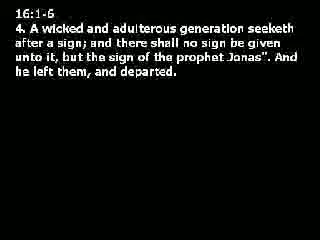 16:1-6
4. A wicked and adulterous generation seeketh
after a sign; and there shall no sign be given
unto it, but the sign of the prophet Jonas". And
he left them, and departed.